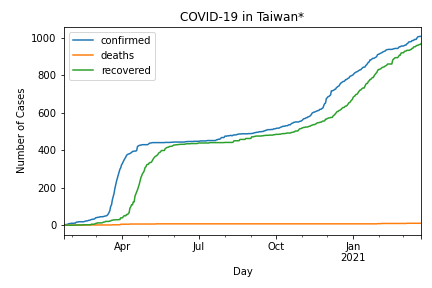 COVID-19 in Taiwan*
confirmed
deaths
recovered
1000
800
600
400
200
0
Number of Cases
Apr
Jul
Oct
Jan
2021
Day